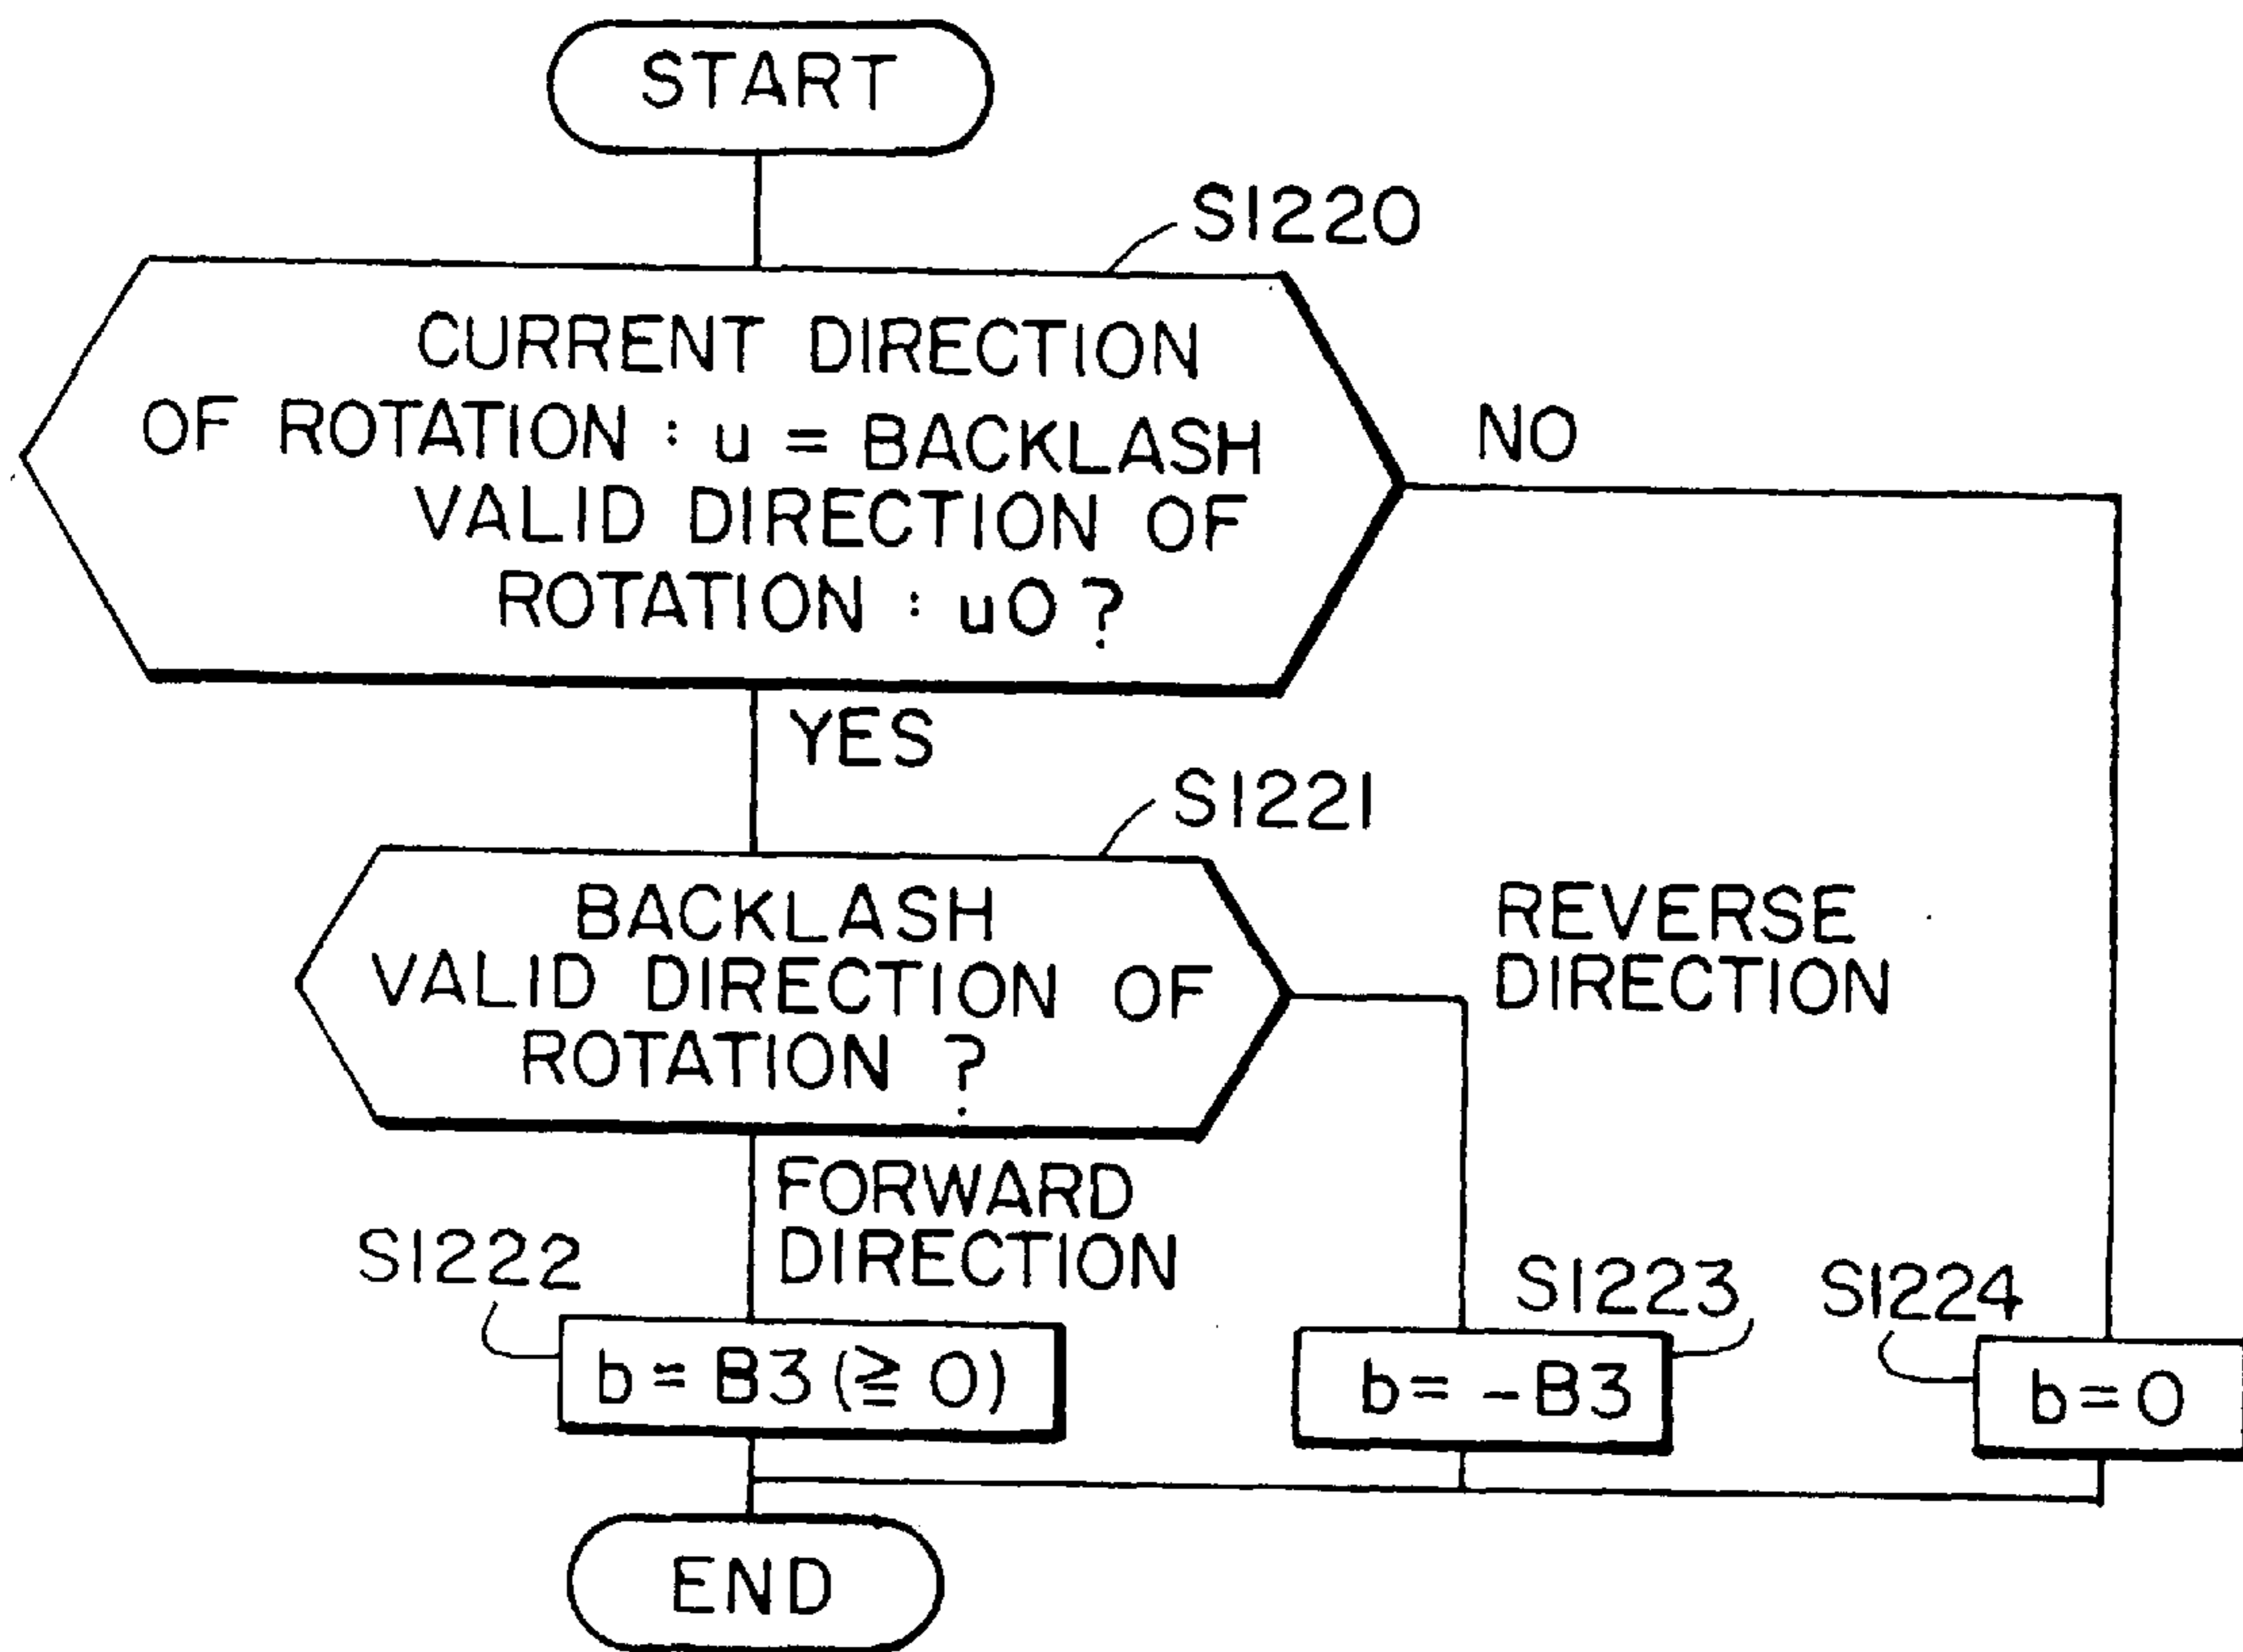 START
S1220
CURRENT DIRECTION
OF ROTATION : u = BACKLASH
VALID DIRECTION OF
ROTATION : u0 ?
NO
YES
S1221
BACKLASH
VALID DIRECTION OF
ROTATION ?
REVERSE
DIRECTION
FORWARD
DIRECTION
S1222
b = B3 (≧ 0)
S1223
b = -B3
S1224
b = 0
END